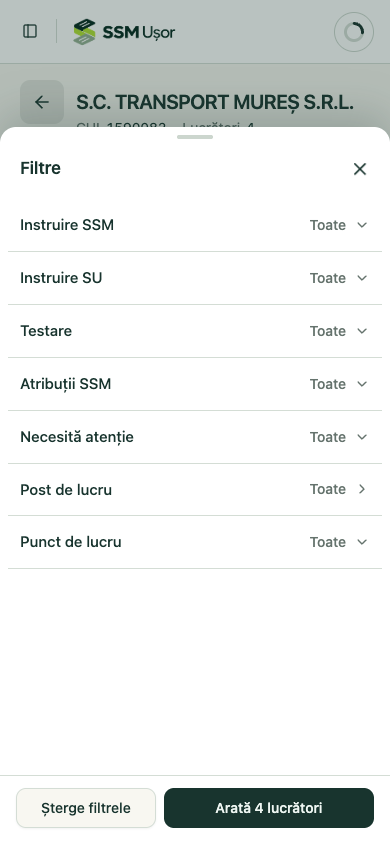 SSM Ușor
S.C. TRANSPORT MUREȘ S.R.L.
Filtre
Instruire SSM Toate
Instruire SU Toate
Testare Toate
Atribuții SSM Toate
Necesită atenție Toate
Post de lucru Toate
Punct de lucru Toate
Șterge filtrele Arată 4 lucrători